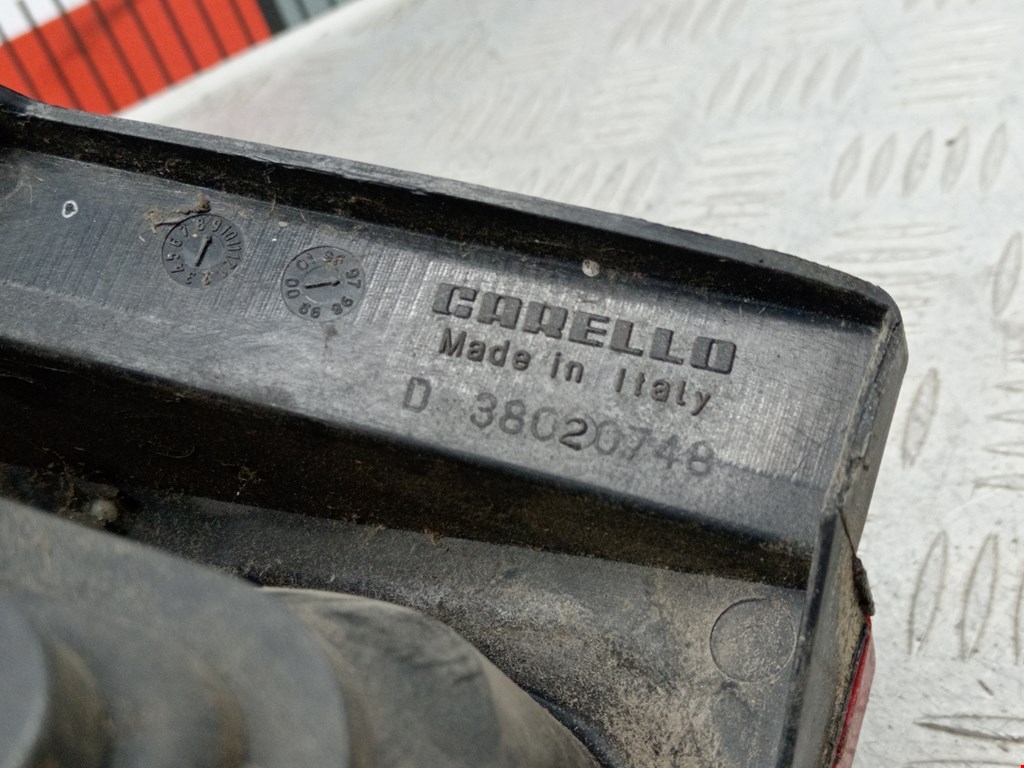 CARELLO
Made in Italy
D 38020748